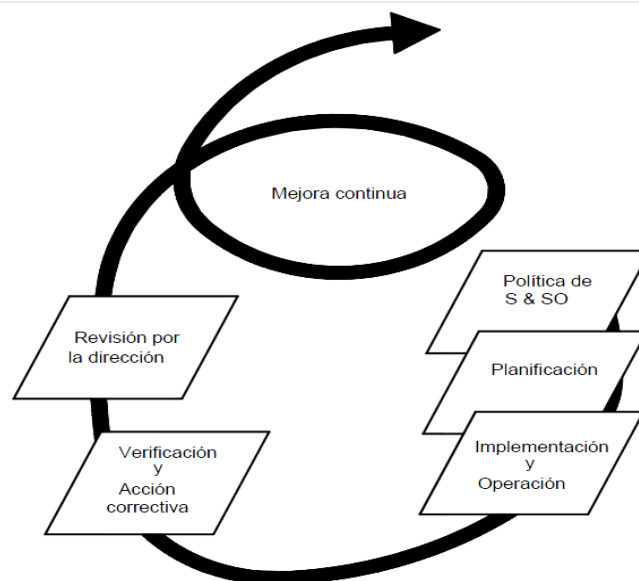 Mejora continua
Política de
S & SO
Planificación
Implementación
y
Operación
Verificación
y
Acción
correctiva
Revisión por
la dirección